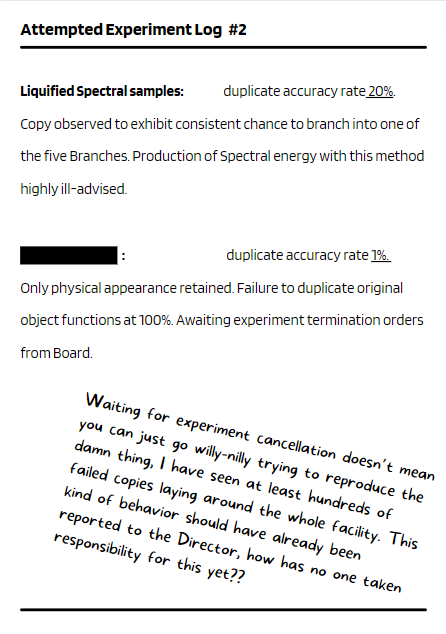 Attempted Experiment Log #2
Liquified Spectral samples: duplicate accuracy rate 20%.
Copy observed to exhibit consistent chance to branch into one of
the five Branches. Production of Spectral energy with this method
highly ill-advised.
: duplicate accuracy rate 1%.
Only physical appearance retained. Failure to duplicate original
object functions at 100%. Awaiting experiment termination orders
from Board.
Waiting for experiment cancellation doesn't mean
you can just go willy-nilly trying to reproduce the
damn thing, I have seen at least hundreds of
failed copies laying around the whole facility. This
kind of behavior should have already been
reported to the Director, how has no one taken
responsibility for this yet??